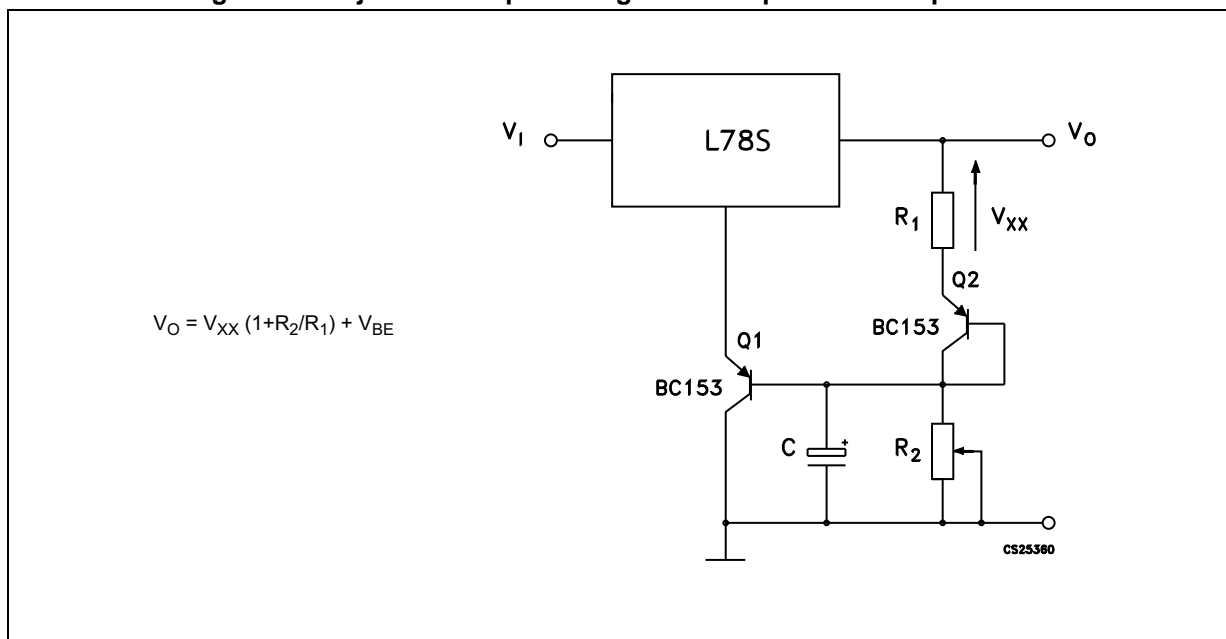 V_I
L78S
V_O
R_1
V_XX
Q2
V_O = V_XX (1+R_2/R_1) + V_BE
BC153
Q1
BC153
C
+
R_2
CS25360